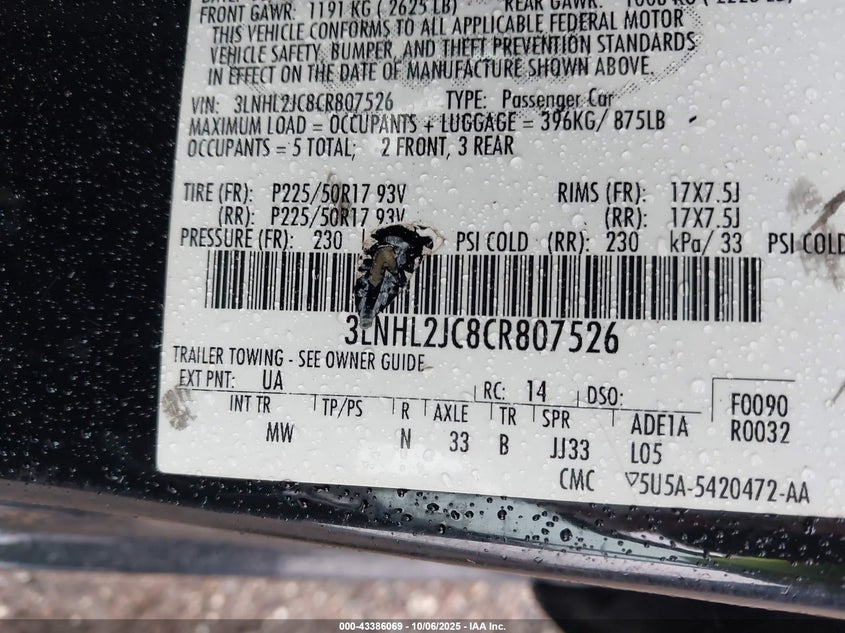 FRONT GAWR: 1191 KG ( 2625 LB) REAR GAWR:
THIS VEHICLE CONFORMS TO ALL APPLICABLE FEDERAL MOTOR
VEHICLE SAFETY, BUMPER, AND THEFT PREVENTION STANDARDS
IN EFFECT ON THE DATE OF MANUFACTURE SHOWN ABOVE.
VIN: 3LNHL2JC8CR807526 TYPE: Passenger Car
MAXIMUM LOAD = OCCUPANTS + LUGGAGE = 396KG/ 875LB
OCCUPANTS = 5 TOTAL; 2 FRONT, 3 REAR
TIRE (FR): P225/50R17 93V RIMS (FR): 17X7.5J
(RR): P225/50R17 93V (RR): 17X7.5J
PRESSURE (FR): 230 PSI COLD (RR): 230 kPa/ 33 PSI COLD
3LNHL2JC8CR807526
TRAILER TOWING - SEE OWNER GUIDE
EXT PNT: UA RC: 14 DSO: F0090
INT TR TP/PS R AXLE TR SPR ADE1A R0032
MW N 33 B JJ33 L05
CMC ▽5U5A-5420472-AA
000-43386069 - 10/06/2025 - IAA Inc.